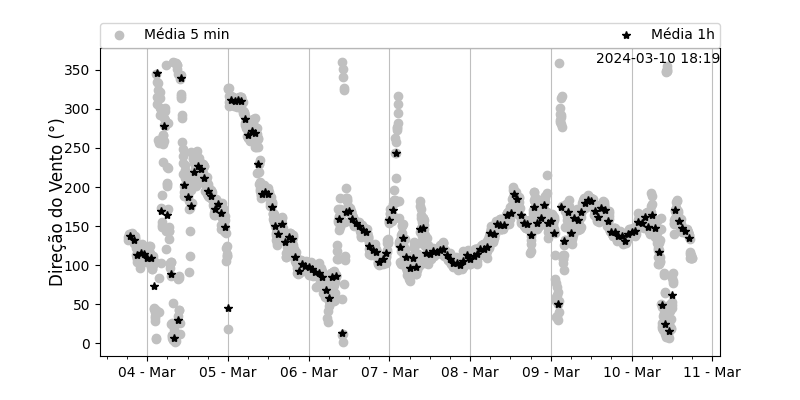 Média 5 min
Média 1h
2024-03-10 18:19
Direção do Vento (°)
350
300
250
200
150
100
50
0
04 - Mar
05 - Mar
06 - Mar
07 - Mar
08 - Mar
09 - Mar
10 - Mar
11 - Mar